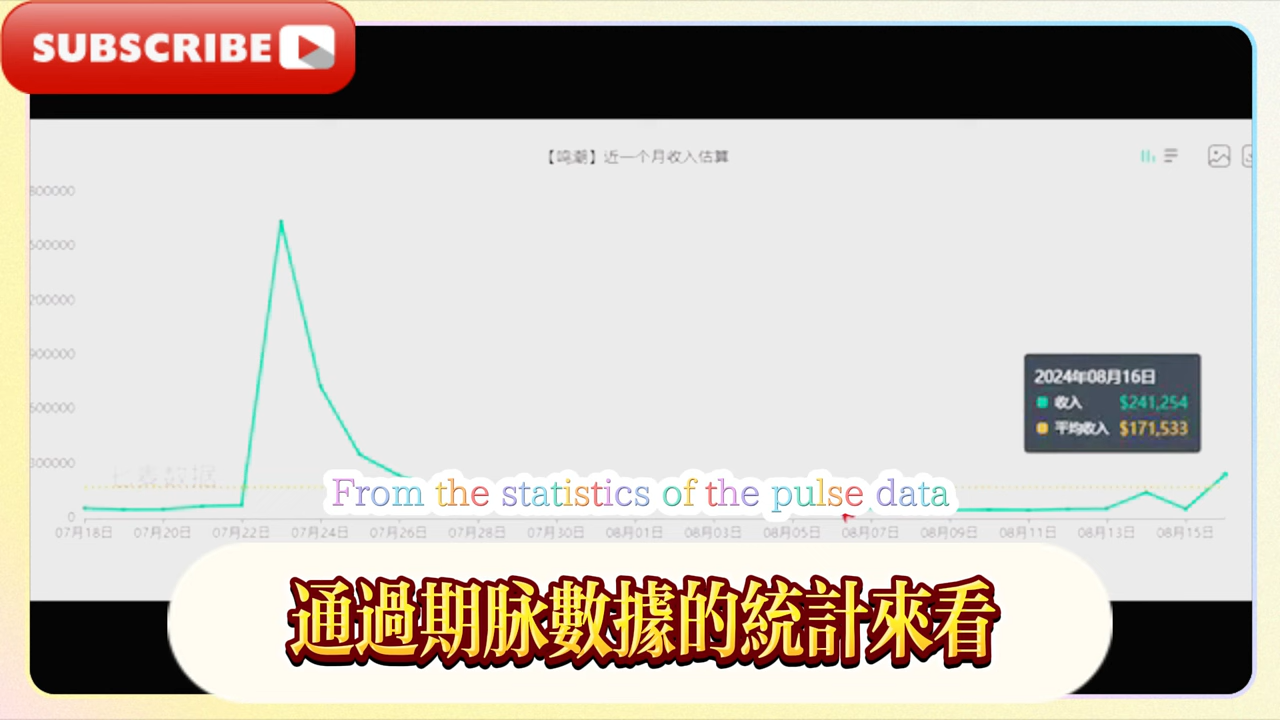 SUBSCRIBE
【鸣潮】近一个月收入估算
800000
500000
200000
900000
600000
300000
0
七麦数据
2024年08月16日
收入 $241,254
平均收入 $171,533
From the statistics of the pulse data
07月18日 07月20日 07月22日 07月24日 07月26日 07月28日 07月30日 08月01日 08月03日 08月05日 08月07日 08月09日 08月11日 08月13日 08月15日
通過期脉數據的統計來看